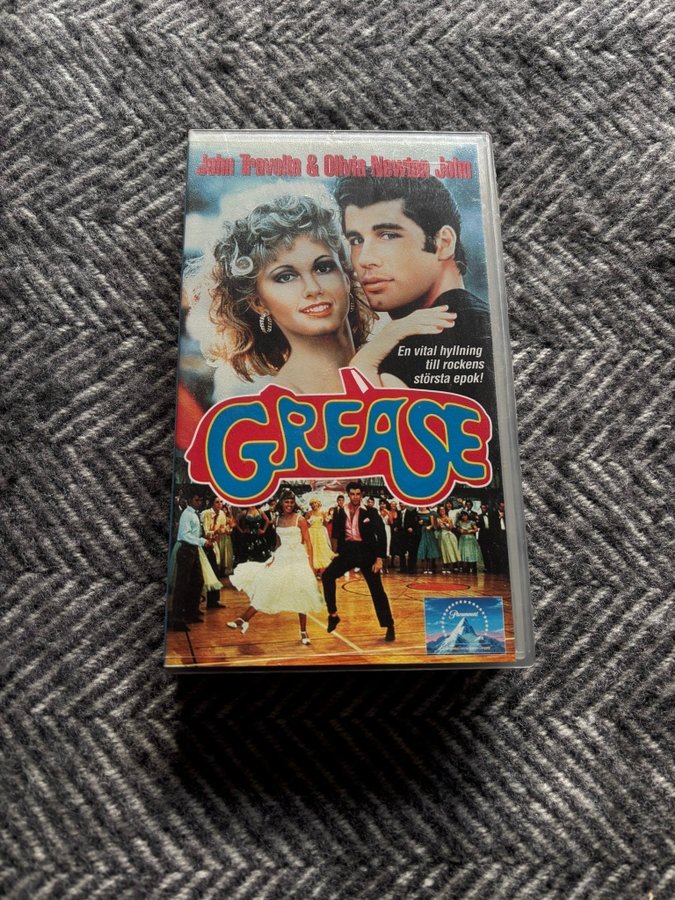 John Travolta & Olivia Newton John
En vital hyllning
till rockens
största epok!
GREASE
Paramount